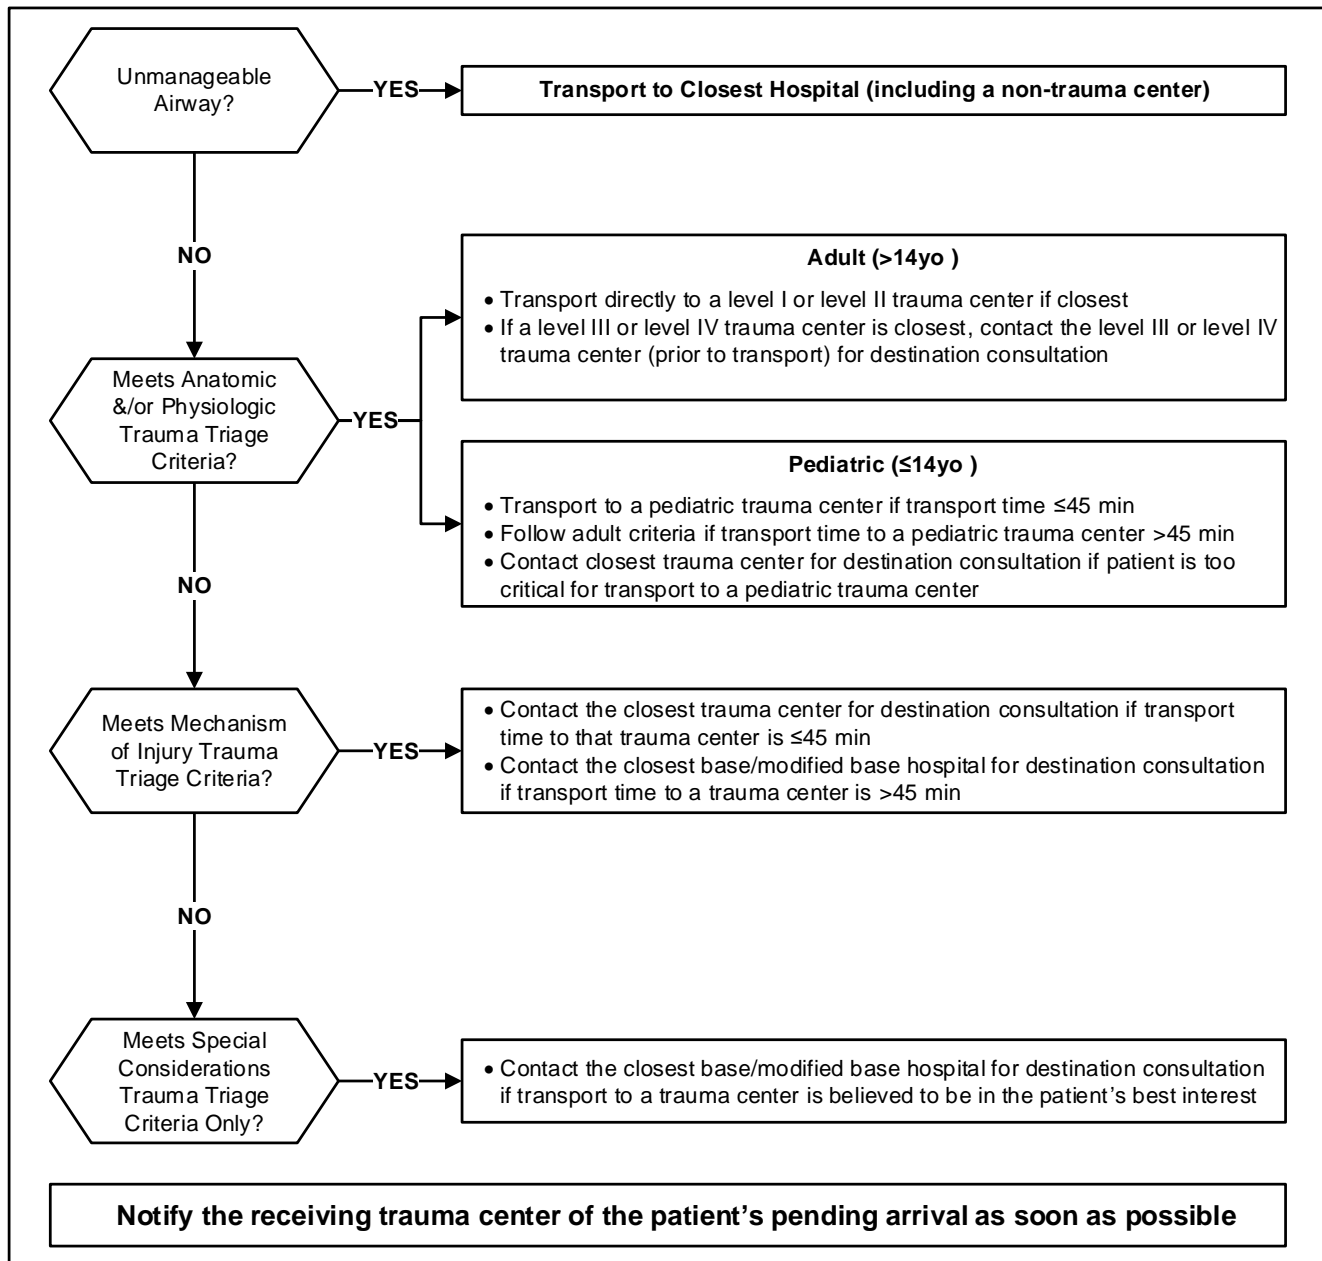 Unmanageable
Airway?
YES
Transport to Closest Hospital (including a non-trauma center)
NO
Adult (>14yo )
• Transport directly to a level I or level II trauma center if closest
• If a level III or level IV trauma center is closest, contact the level III or level IV
trauma center (prior to transport) for destination consultation
Meets Anatomic
&/or Physiologic
Trauma Triage
Criteria?
YES
Pediatric (≤14yo )
• Transport to a pediatric trauma center if transport time ≤45 min
• Follow adult criteria if transport time to a pediatric trauma center >45 min
• Contact closest trauma center for destination consultation if patient is too
critical for transport to a pediatric trauma center
NO
Meets Mechanism
of Injury Trauma
Triage Criteria?
YES
• Contact the closest trauma center for destination consultation if transport
time to that trauma center is ≤45 min
• Contact the closest base/modified base hospital for destination consultation
if transport time to a trauma center is >45 min
NO
Meets Special
Considerations
Trauma Triage
Criteria Only?
YES
• Contact the closest base/modified base hospital for destination consultation
if transport to a trauma center is believed to be in the patient’s best interest
Notify the receiving trauma center of the patient’s pending arrival as soon as possible